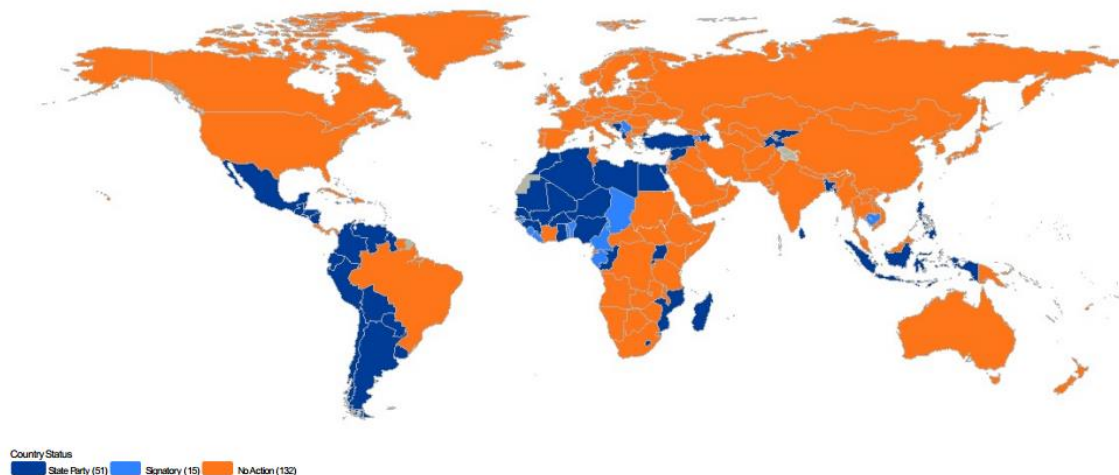 Country Status
State Party (51) Signatory (15) No Action (132)